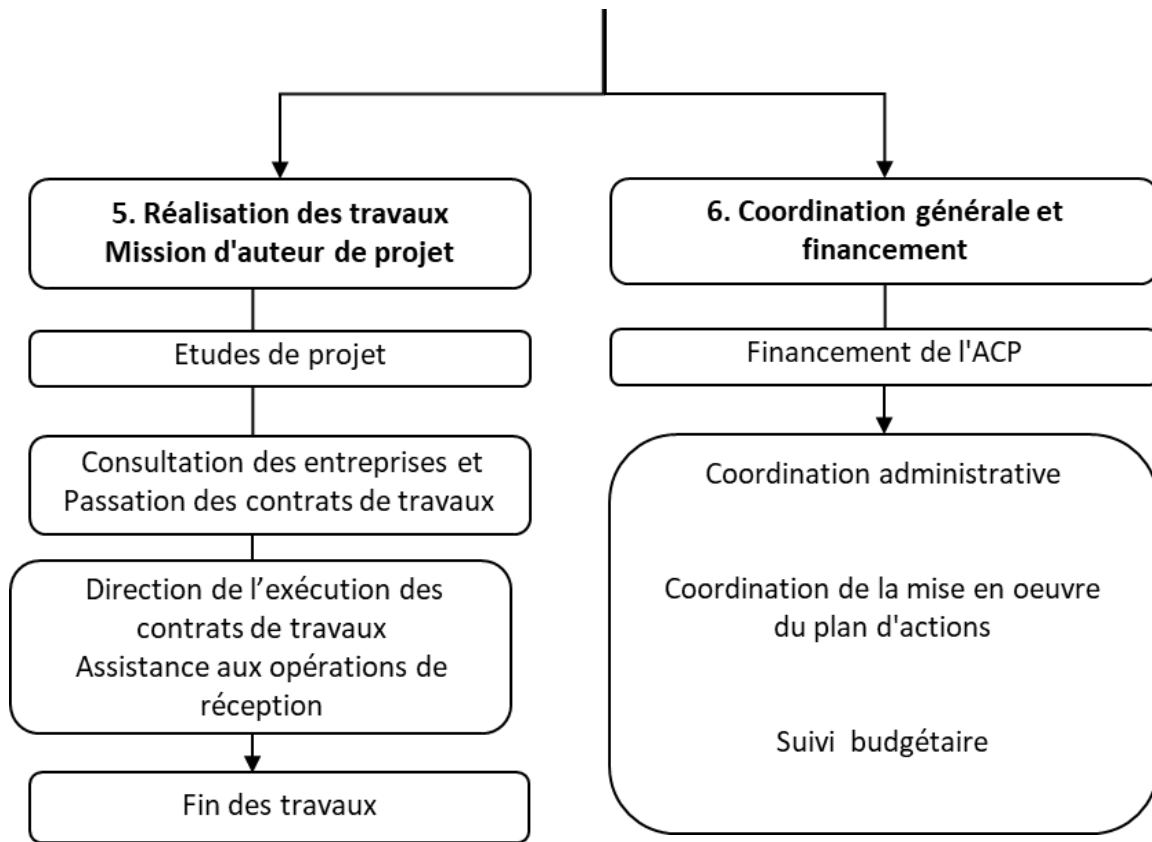 5. Réalisation des travaux
Mission d'auteur de projet
Etudes de projet
Consultation des entreprises et
Passation des contrats de travaux
Direction de l’exécution des
contrats de travaux
Assistance aux opérations de
réception
Fin des travaux
6. Coordination générale et
financement
Financement de l'ACP
Coordination administrative
Coordination de la mise en oeuvre
du plan d'actions
Suivi budgétaire